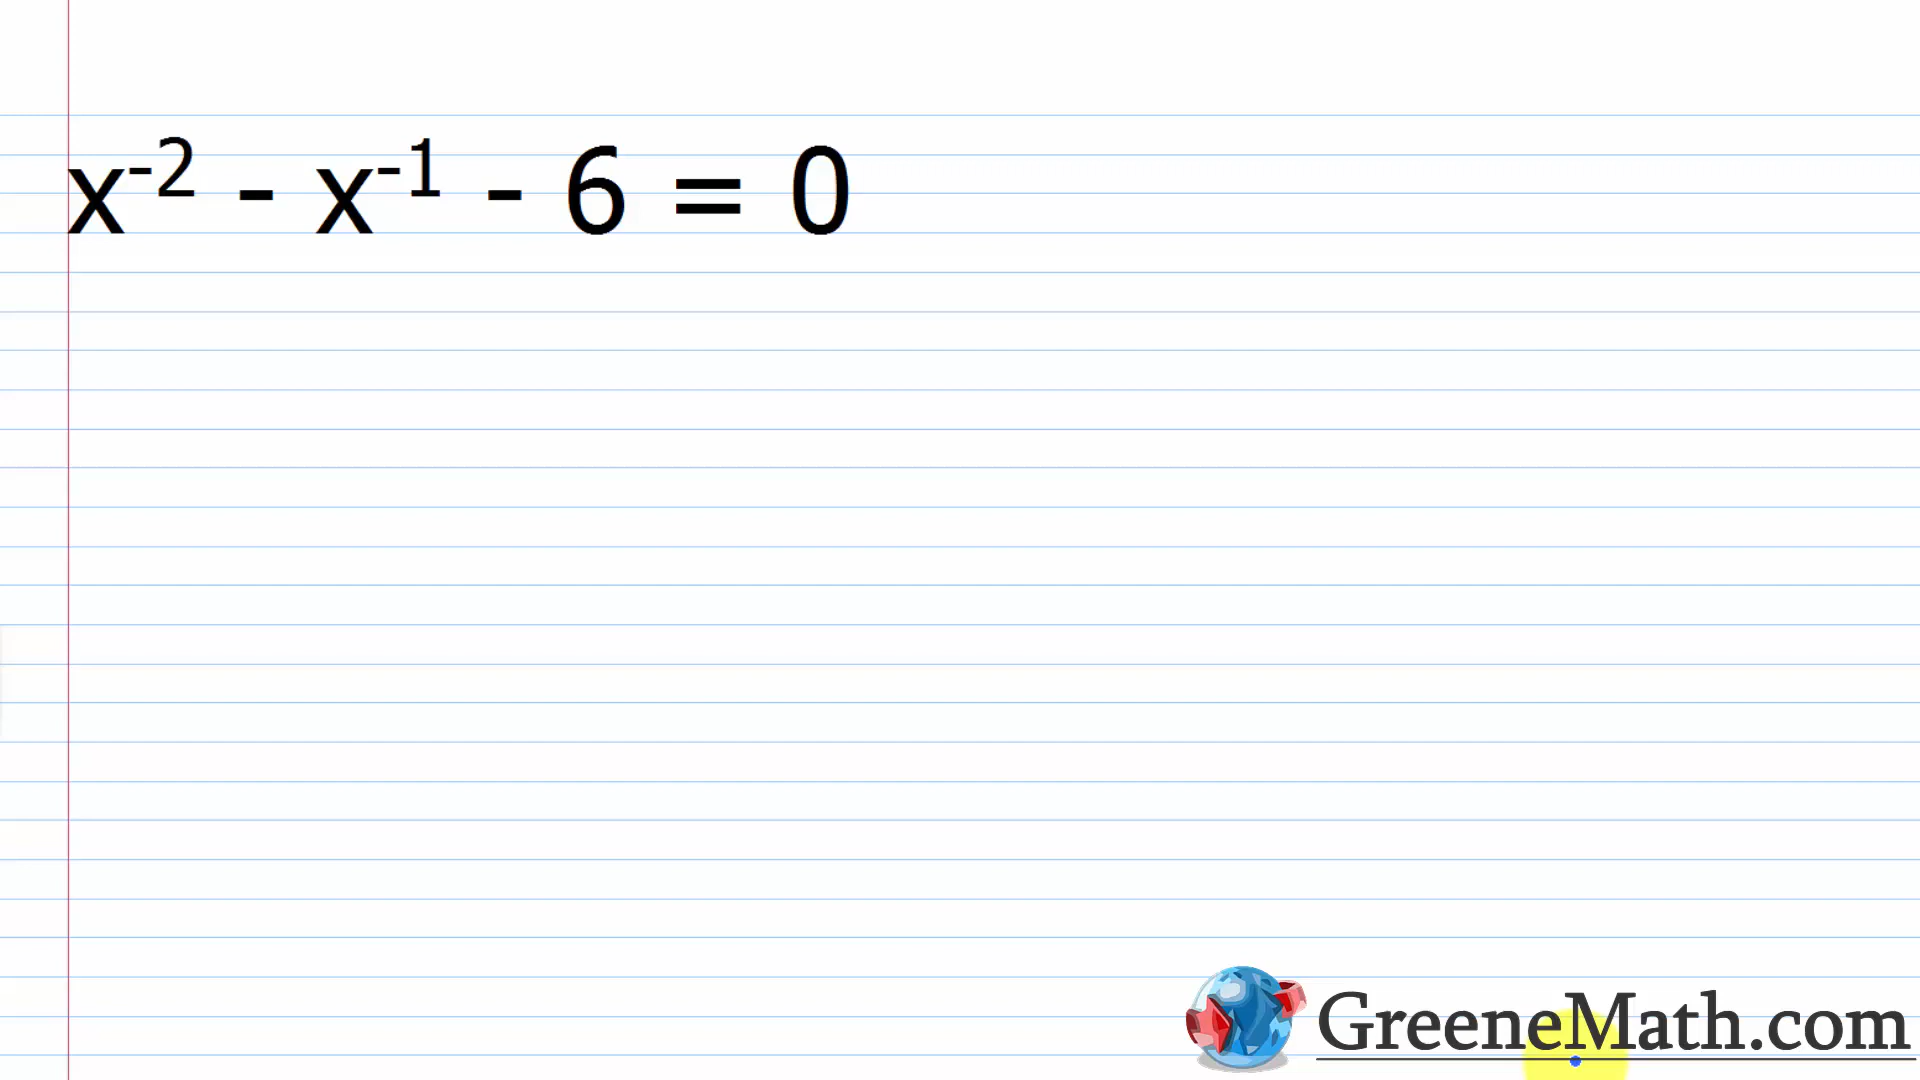 x⁻² - x⁻¹ - 6 = 0
GreeneMath.com